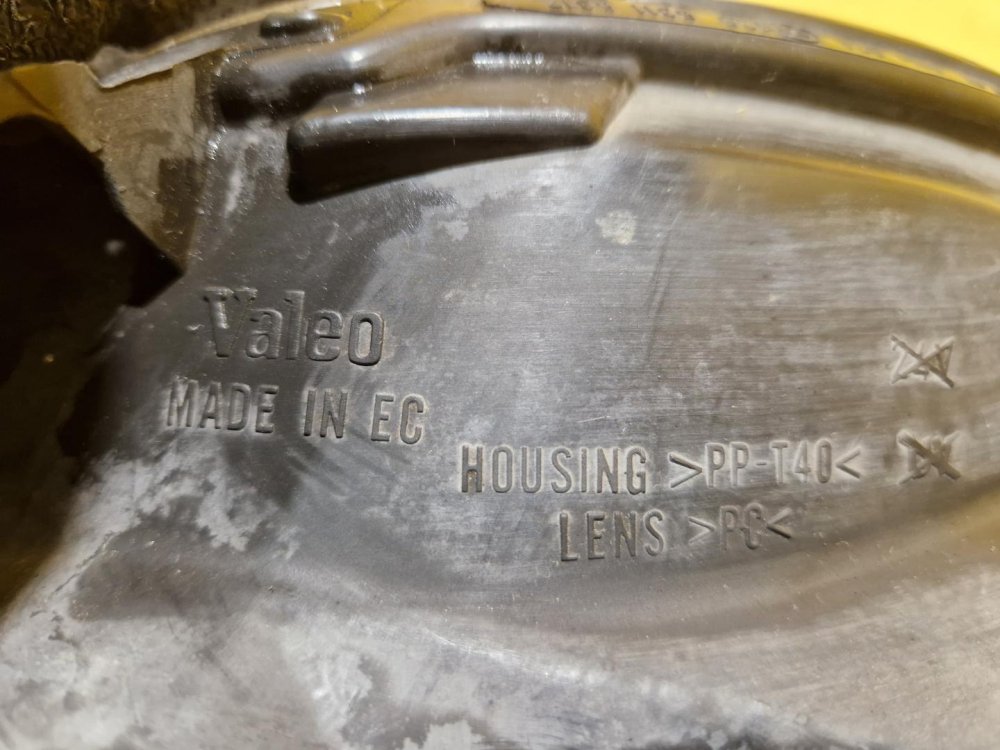 Valeo
MADE IN EC
HOUSING >PP-T40<
LENS >PC<